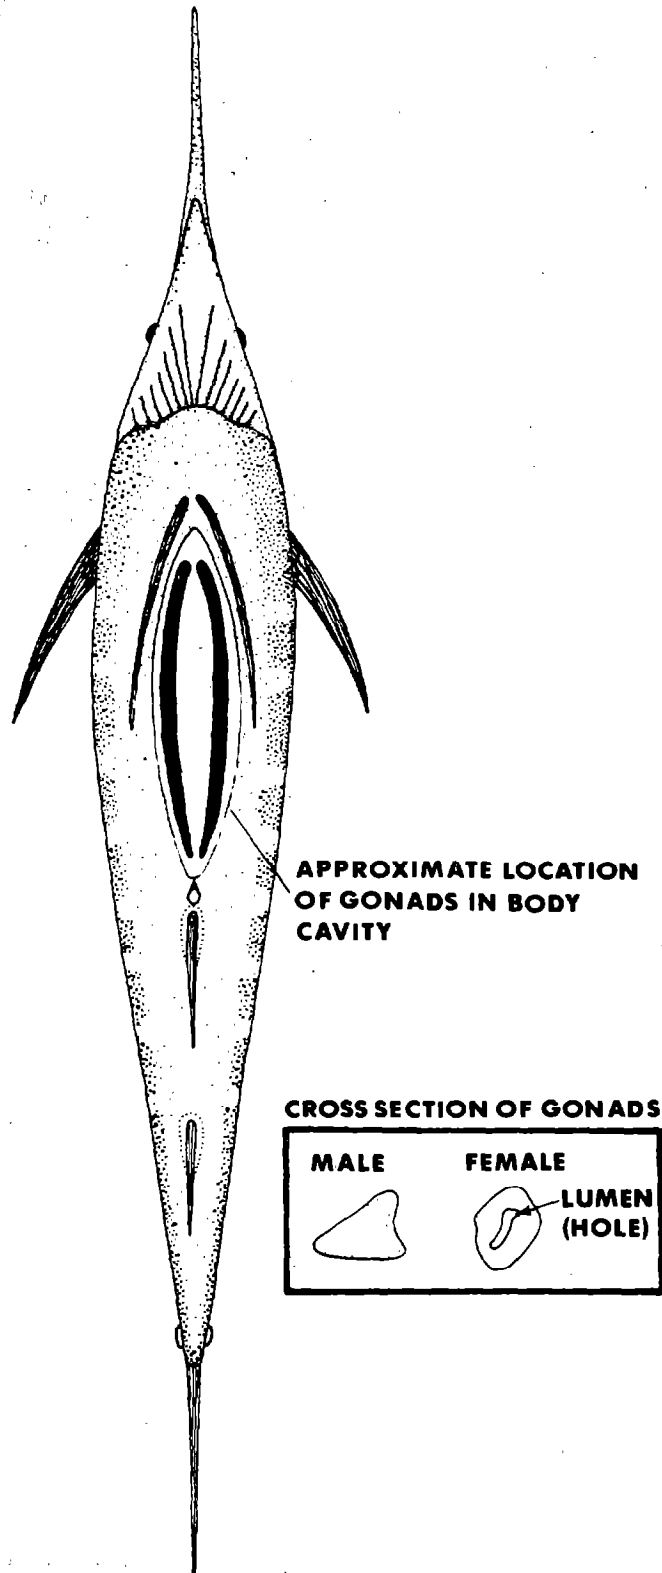 APPROXIMATE LOCATION
OF GONADS IN BODY
CAVITY
CROSS SECTION OF GONADS
MALE
FEMALE
LUMEN
(HOLE)